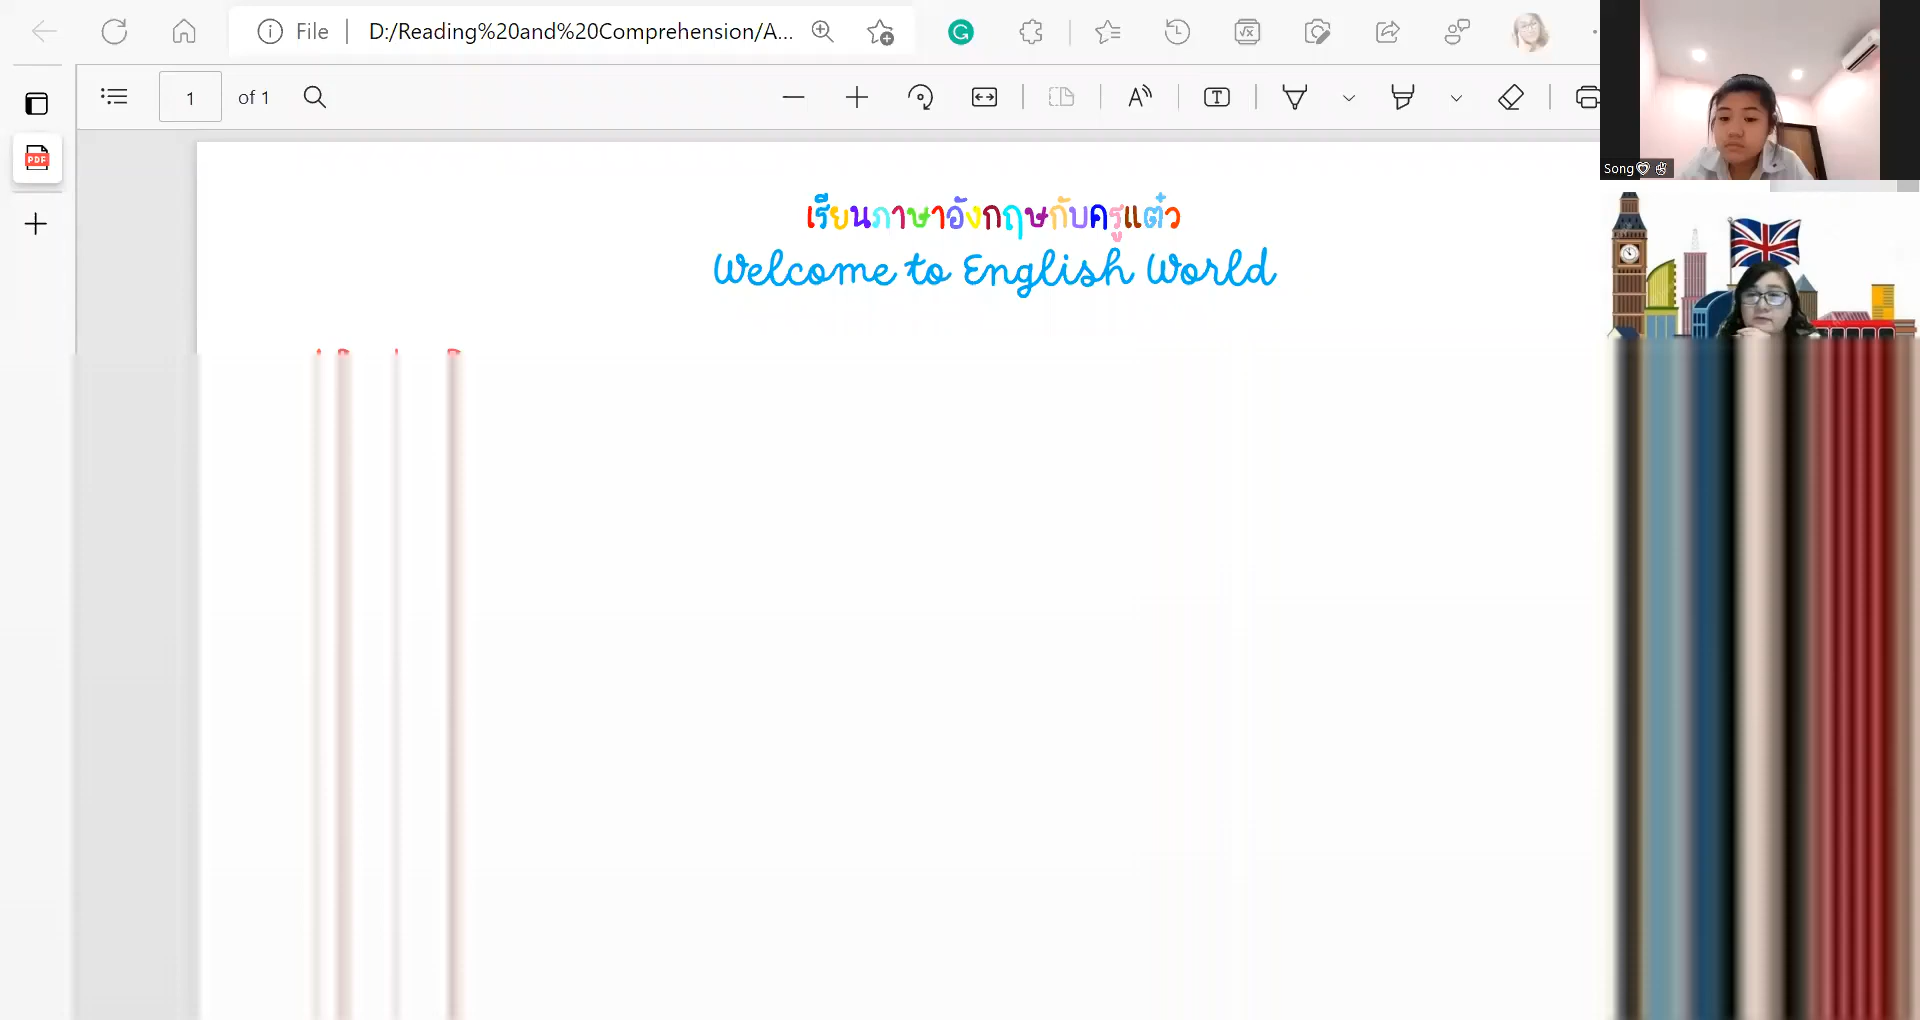 File D:/Reading%20and%20Comprehension/A...
1 of 1
PDF
Song
เรียนภาษาอังกฤษกับครูแต๋ว
Welcome to English World